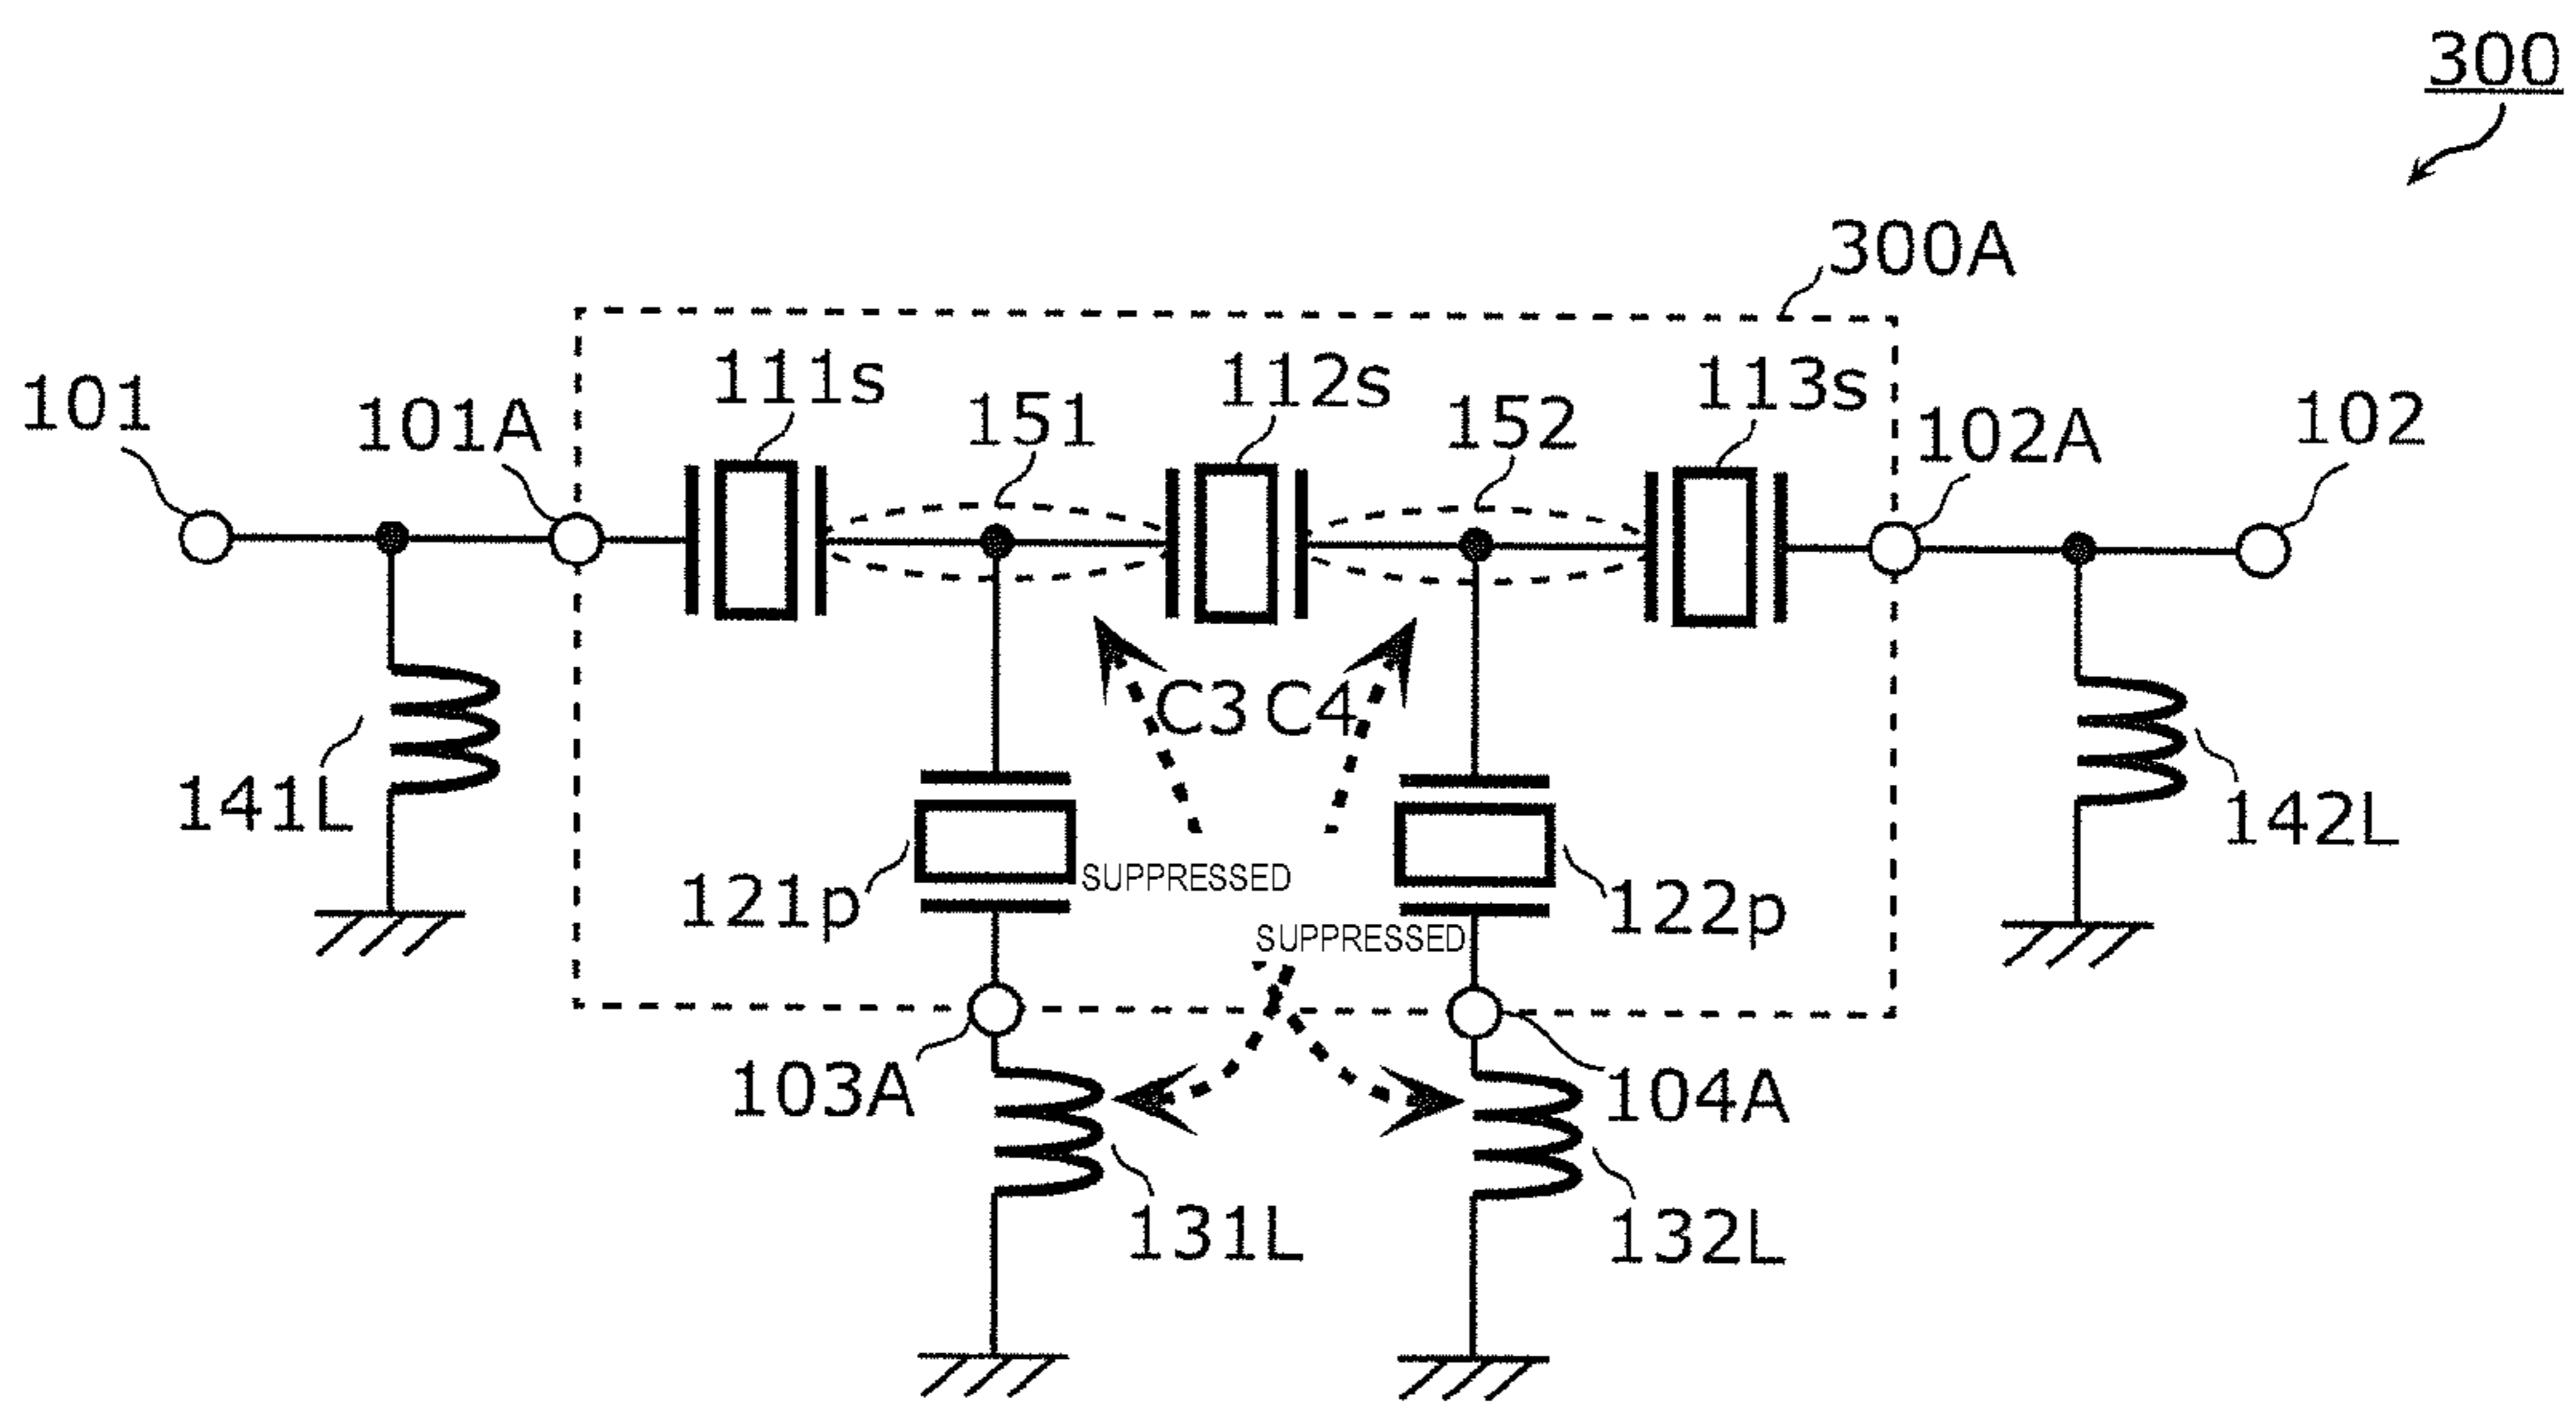 300
300A
111s
112s
113s
101
101A
151
152
102A
102
C3 C4
141L
142L
121p
SUPPRESSED
122p
SUPPRESSED
103A
104A
131L
132L